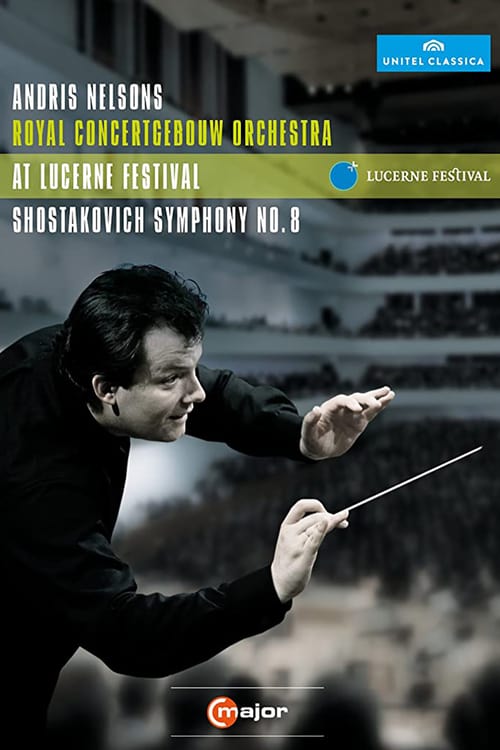 UNITEL CLASSICA
ANDRIS NELSONS
ROYAL CONCERTGEBOUW ORCHESTRA
AT LUCERNE FESTIVAL
LUCERNE FESTIVAL
SHOSTAKOVICH SYMPHONY NO. 8
C major